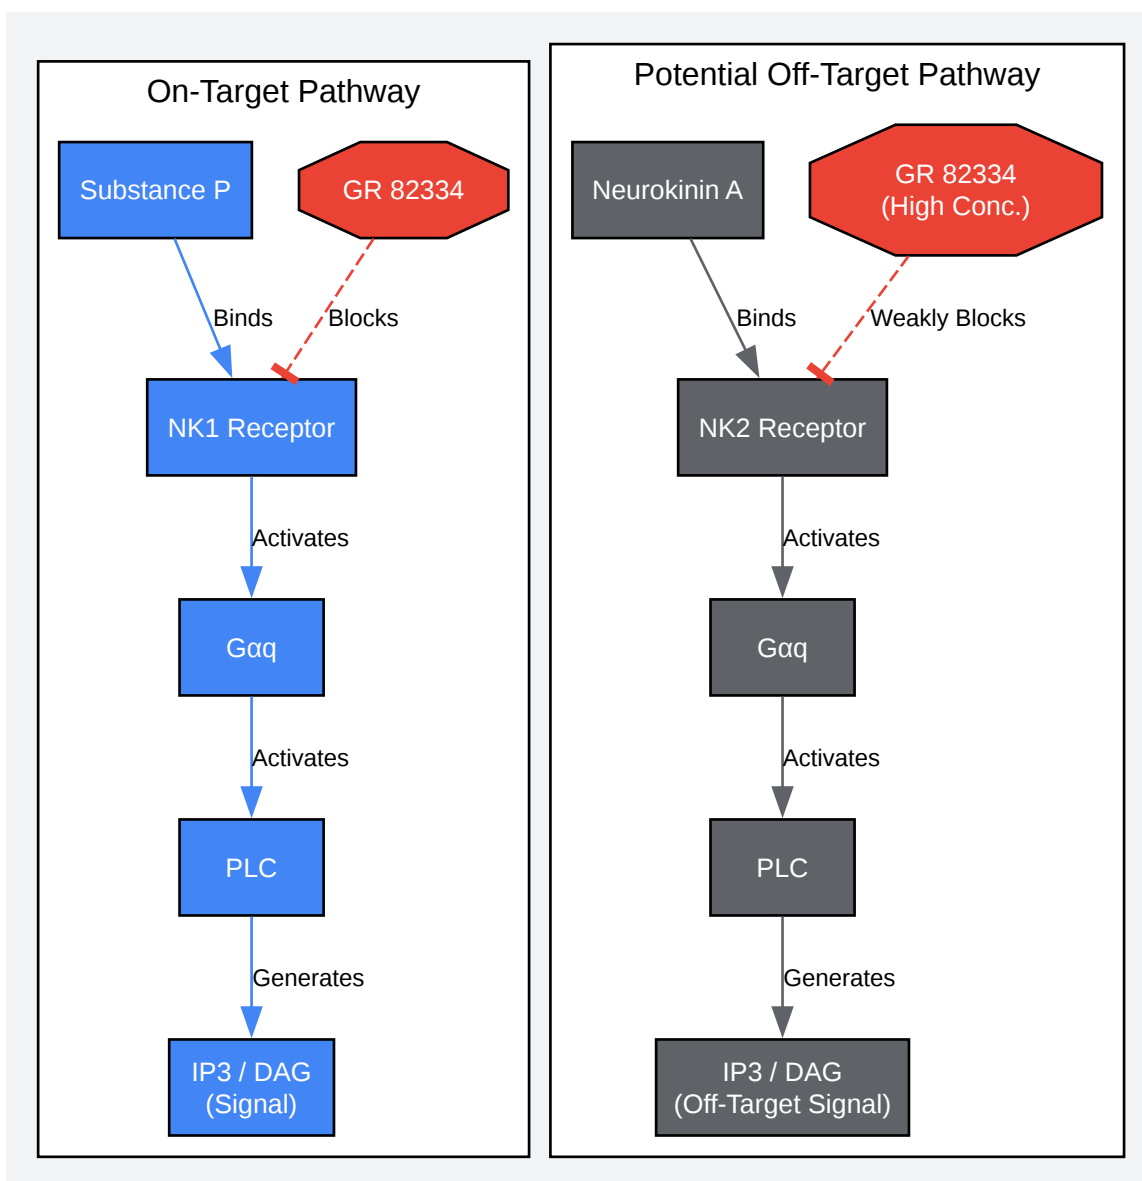 On-Target Pathway
Substance P
GR 82334
Binds
Blocks
NK1 Receptor
Activates
Gαq
Activates
PLC
Generates
IP3 / DAG
(Signal)
Potential Off-Target Pathway
Neurokinin A
GR 82334
(High Conc.)
Binds
Weakly Blocks
NK2 Receptor
Activates
Gαq
Activates
PLC
Generates
IP3 / DAG
(Off-Target Signal)